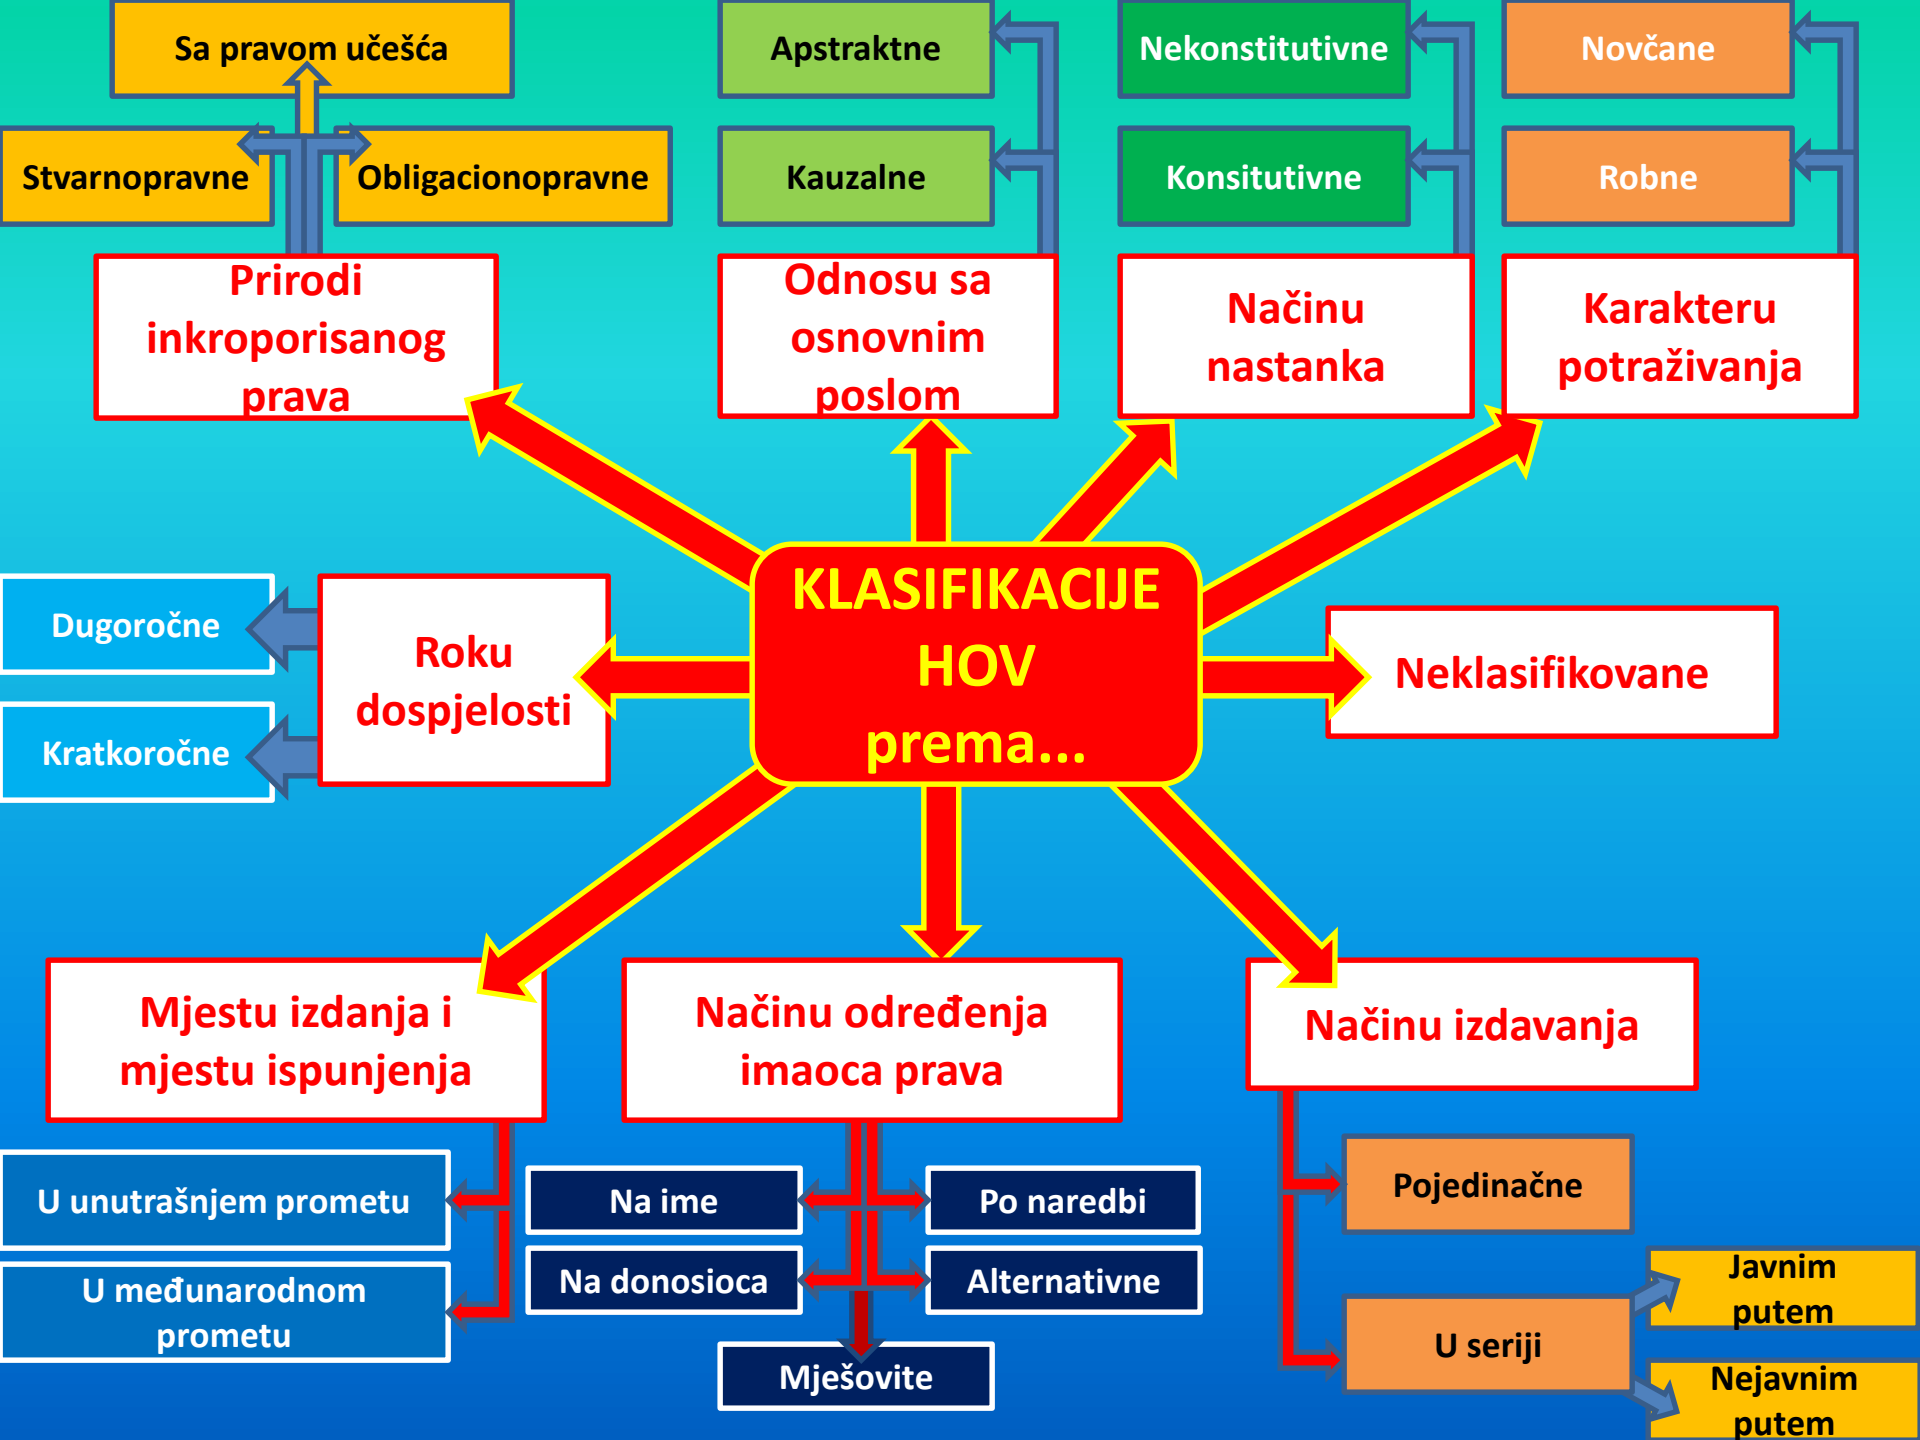 Sa pravom učešća
Apstraktne
Nekonstitutivne
Novčane
Stvarnopravne
Obligacionopravne
Kauzalne
Konsitutivne
Robne
Prirodi
inkroporisanog
prava
Odnosu sa
osnovnim
poslom
Načinu
nastanka
Karakteru
potraživanja
KLASIFIKACIJE
HOV
prema...
Dugoročne
Kratkoročne
Roku
dospjelosti
Neklasifikovane
Mjestu izdanja i
mjestu ispunjenja
Načinu određenja
imaoca prava
Načinu izdavanja
U unutrašnjem prometu
U međunarodnom
prometu
Na ime
Po naredbi
Na donosioca
Alternativne
Mješovite
Pojedinačne
U seriji
Javnim
putem
Nejavnim
putem